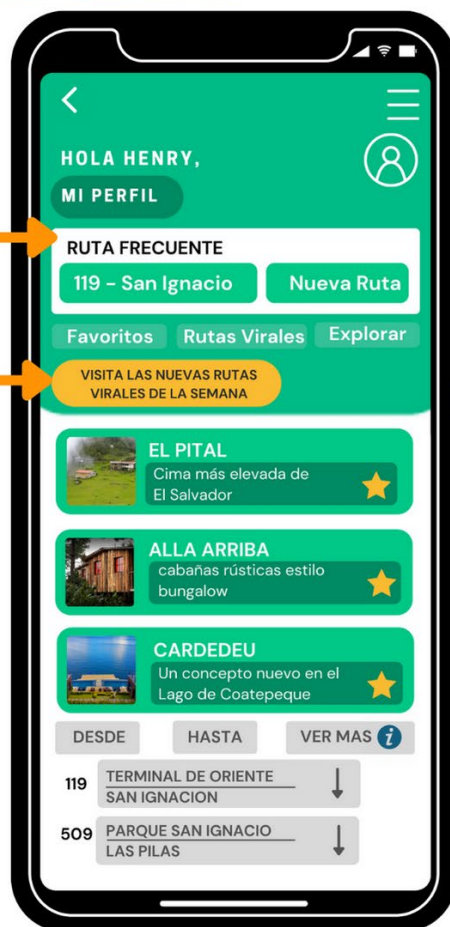 HOLA HENRY,
MI PERFIL
RUTA FRECUENTE
119 - San Ignacio
Nueva Ruta
Favoritos
Rutas Virales
Explorar
VISITA LAS NUEVAS RUTAS
VIRALES DE LA SEMANA
EL PITAL
Cima más elevada de
El Salvador
ALLA ARRIBA
cabañas rústicas estilo
bungalow
CARDEDEU
Un concepto nuevo en el
Lago de Coatepeque
DESDE
HASTA
VER MAS i
119
TERMINAL DE ORIENTE
SAN IGNACION
509
PARQUE SAN IGNACIO
LAS PILAS